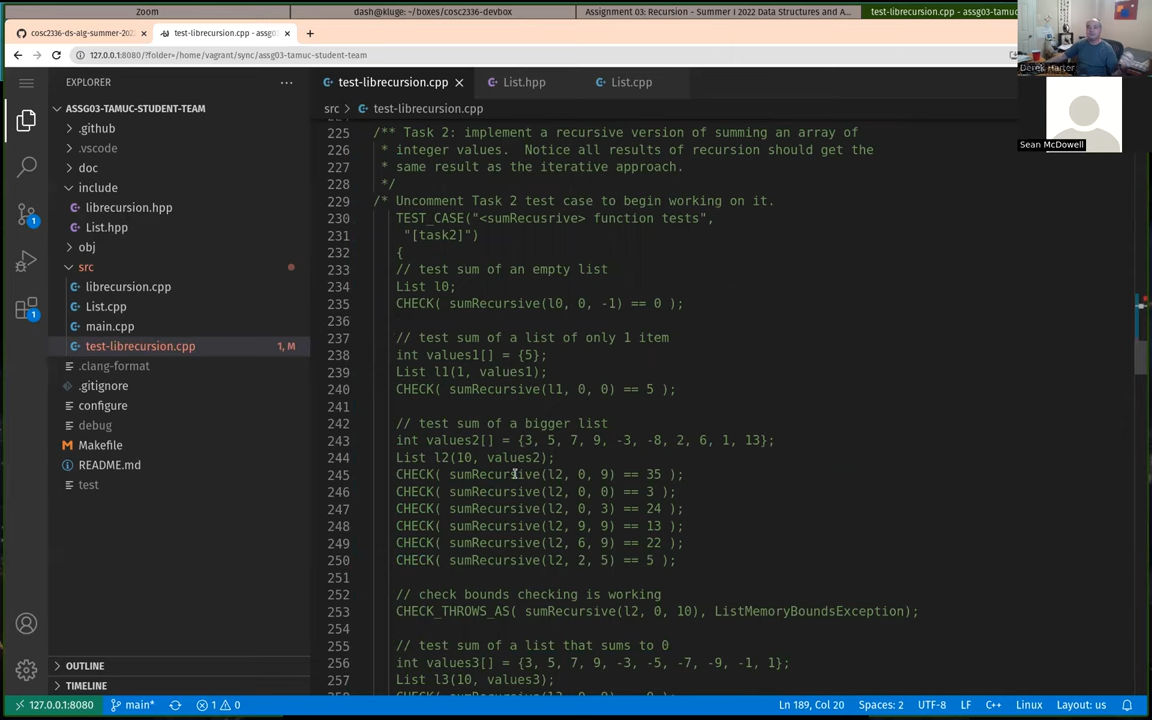 Zoom
dash@kluge: ~/boxes/cosc2336-devbox
Assignment 03: Recursion - Summer I 2022 Data Structures and A...
test-librecursion.cpp - assg03-tamuc
cosc2336-ds-alg-summer-202
test-librecursion.cpp - assg0
127.0.0.1:8080/?folder=/home/vagrant/sync/assg03-tamuc-student-team
Derek Harter
Sean McDowell
EXPLORER
ASSG03-TAMUC-STUDENT-TEAM
.github
.vscode
doc
include
librecursion.hpp
List.hpp
obj
src
librecursion.cpp
List.cpp
main.cpp
test-librecursion.cpp 1, M
.clang-format
.gitignore
configure
debug
Makefile
README.md
test
OUTLINE
TIMELINE
1
1
test-librecursion.cpp
List.hpp
List.cpp
src > test-librecursion.cpp
225 /** Task 2: implement a recursive version of summing an array of
226 * integer values.  Notice all results of recursion should get the
227 * same result as the iterative approach.
228 */
229 /* Uncomment Task 2 test case to begin working on it.
230 TEST_CASE("<sumRecusrive> function tests",
231 "[task2]")
232 {
233 // test sum of an empty list
234 List l0;
235 CHECK( sumRecursive(l0, 0, -1) == 0 );
236
237 // test sum of a list of only 1 item
238 int values1[] = {5};
239 List l1(1, values1);
240 CHECK( sumRecursive(l1, 0, 0) == 5 );
241
242 // test sum of a bigger list
243 int values2[] = {3, 5, 7, 9, -3, -8, 2, 6, 1, 13};
244 List l2(10, values2);
245 CHECK( sumRecursive(l2, 0, 9) == 35 );
246 CHECK( sumRecursive(l2, 0, 0) == 3 );
247 CHECK( sumRecursive(l2, 0, 3) == 24 );
248 CHECK( sumRecursive(l2, 9, 9) == 13 );
249 CHECK( sumRecursive(l2, 6, 9) == 22 );
250 CHECK( sumRecursive(l2, 2, 5) == 5 );
251
252 // check bounds checking is working
253 CHECK_THROWS_AS( sumRecursive(l2, 0, 10), ListMemoryBoundsException);
254
255 // test sum of a list that sums to 0
256 int values3[] = {3, 5, 7, 9, -3, -5, -7, -9, -1, 1};
257 List l3(10, values3);
127.0.0.1:8080 main* 1 0 Ln 189, Col 20 Spaces: 2 UTF-8 LF C++ Linux Layout: us